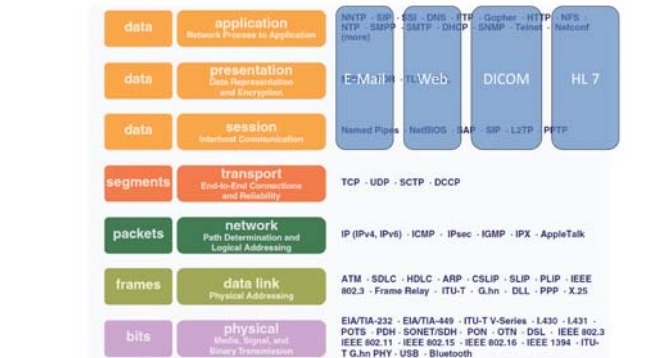 data
application
Network Process to Application
NNTP · SIP · SSI · DNS · FTP · Gopher · HTTP · NFS ·
NTP · SMPP · SMTP · DHCP · SNMP · Telnet · Netconf
(more)
data
presentation
Data Representation
and Encryption
E-Mail
Web
DICOM
HL 7
data
session
Interhost Communication
Named Pipes · NetBIOS · SAP · SIP · L2TP · PPTP
segments
transport
End-to-End Connections
and Reliability
TCP · UDP · SCTP · DCCP
packets
network
Path Determination and
Logical Addressing
IP (IPv4, IPv6) · ICMP · IPsec · IGMP · IPX · AppleTalk
frames
data link
Physical Addressing
ATM · SDLC · HDLC · ARP · CSLIP · SLIP · PLIP · IEEE
802.3 · Frame Relay · ITU-T · G.hn · DLL · PPP · X.25
bits
physical
Media, Signal, and
Binary Transmission
EIA/TIA-232 · EIA/TIA-449 · ITU-T V-Series · I.430 · I.431 ·
POTS · PDH · SONET/SDH · PON · OTN · DSL · IEEE 802.3
IEEE 802.11 · IEEE 802.15 · IEEE 802.16 · IEEE 1394 · ITU-
T G.hn PHY · USB · Bluetooth